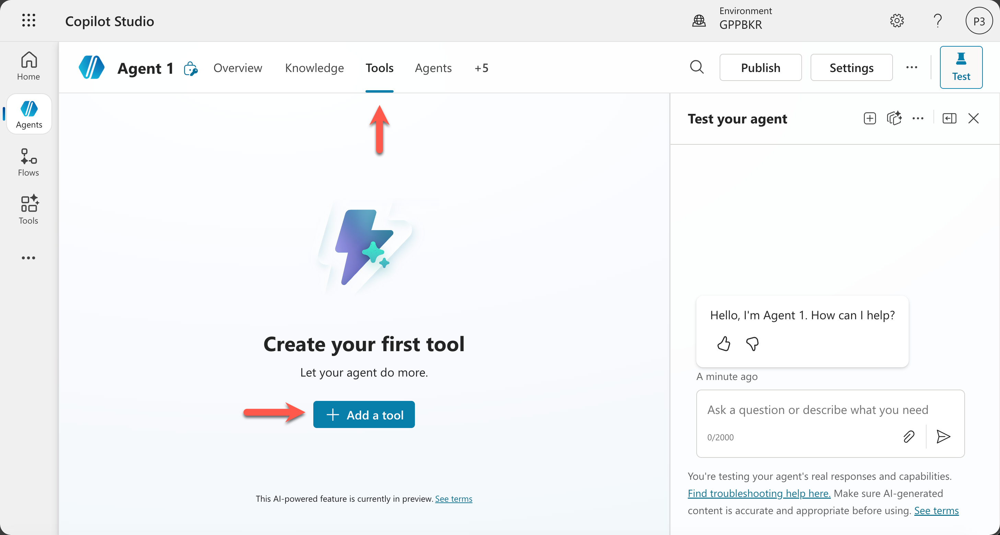 Copilot Studio
Environment
GPPBKR
P3
Home
Agents
Flows
Tools
Agent 1
Overview
Knowledge
Tools
Agents
+5
Publish
Settings
Test
Create your first tool
Let your agent do more.
Add a tool
This AI-powered feature is currently in preview. See terms
Test your agent
Hello, I'm Agent 1. How can I help?
A minute ago
Ask a question or describe what you need
0/2000
You're testing your agent's real responses and capabilities.
Find troubleshooting help here. Make sure AI-generated
content is accurate and appropriate before using. See terms